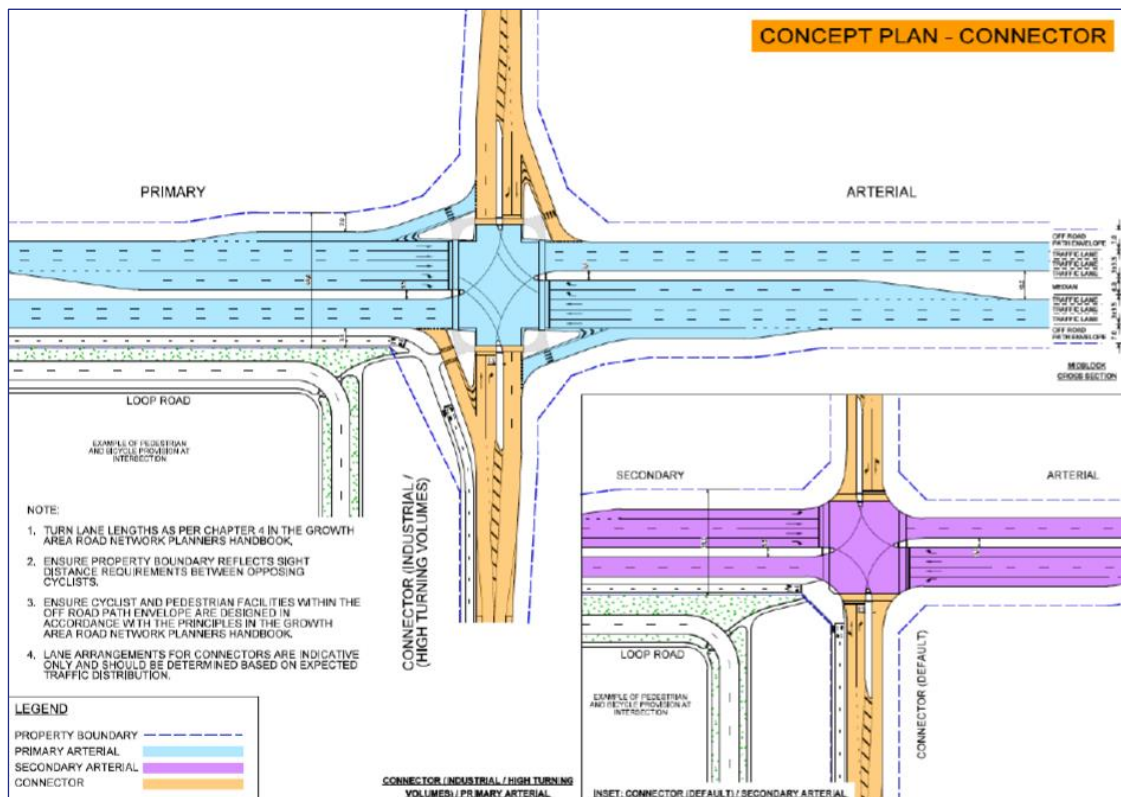 CONCEPT PLAN - CONNECTOR
PRIMARY
ARTERIAL
OFF ROAD
PATH ENVELOPE
TRAFFIC LANE
TRAFFIC LANE
TRAFFIC LANE
MEDIAN
TRAFFIC LANE
TRAFFIC LANE
TRAFFIC LANE
OFF ROAD
PATH ENVELOPE
MIDBLOCK
CROSS SECTION
LOOP ROAD
EXAMPLE OF PEDESTRIAN
AND BICYCLE PROVISION AT
INTERSECTION
CONNECTOR (INDUSTRIAL /
HIGH TURNING VOLUMES)
NOTE:
1. TURN LANE LENGTHS AS PER CHAPTER 4 IN THE GROWTH
AREA ROAD NETWORK PLANNERS HANDBOOK.
2. ENSURE PROPERTY BOUNDARY REFLECTS SIGHT
DISTANCE REQUIREMENTS BETWEEN OPPOSING
CYCLISTS.
3. ENSURE CYCLIST AND PEDESTRIAN FACILITIES WITHIN THE
OFF ROAD PATH ENVELOPE ARE DESIGNED IN
ACCORDANCE WITH THE PRINCIPLES IN THE GROWTH
AREA ROAD NETWORK PLANNERS HANDBOOK.
4. LANE ARRANGEMENTS FOR CONNECTORS ARE INDICATIVE
ONLY AND SHOULD BE DETERMINED BASED ON EXPECTED
TRAFFIC DISTRIBUTION.
LEGEND
PROPERTY BOUNDARY
PRIMARY ARTERIAL
SECONDARY ARTERIAL
CONNECTOR
CONNECTOR (INDUSTRIAL / HIGH TURNING
VOLUMES) / PRIMARY ARTERIAL
SECONDARY
ARTERIAL
LOOP ROAD
EXAMPLE OF PEDESTRIAN
AND BICYCLE PROVISION AT
INTERSECTION
CONNECTOR (DEFAULT)
INSET: CONNECTOR (DEFAULT) / SECONDARY ARTERIAL